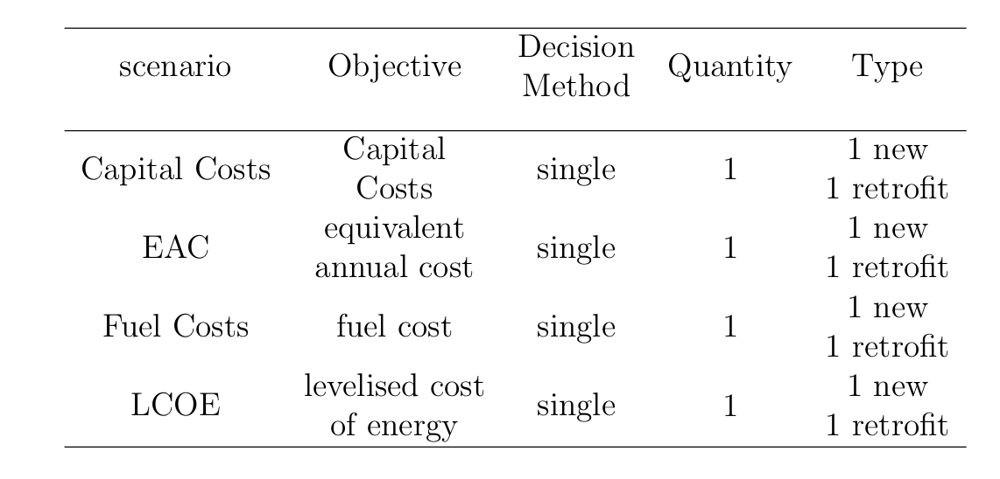 scenario Objective Decision Method Quantity Type
Capital Costs Capital Costs single 1 1 new 1 retrofit
EAC equivalent annual cost single 1 1 new 1 retrofit
Fuel Costs fuel cost single 1 1 new 1 retrofit
LCOE levelised cost of energy single 1 1 new 1 retrofit